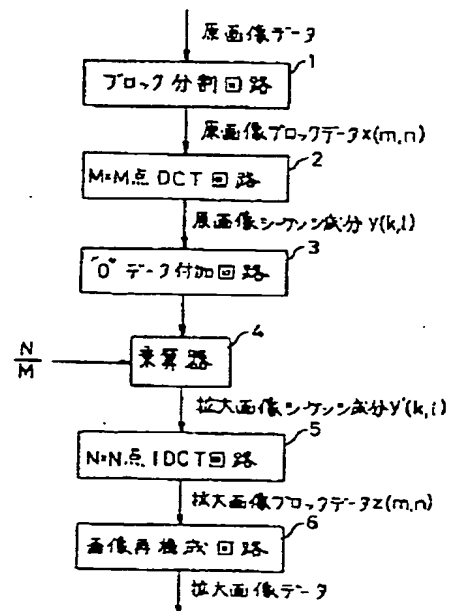 原画像データ
1
ブロック分割回路
原画像ブロックデータx(m,n)
2
M×M点DCT回路
原画像シーケンシ成分y(k,l)
3
"0"データ付加回路
4
N/M
乗算器
拡大画像シーケンシ成分y'(k,l)
5
N×N点IDCT回路
拡大画像ブロックデータz(m,n)
6
画像再構成回路
拡大画像データ